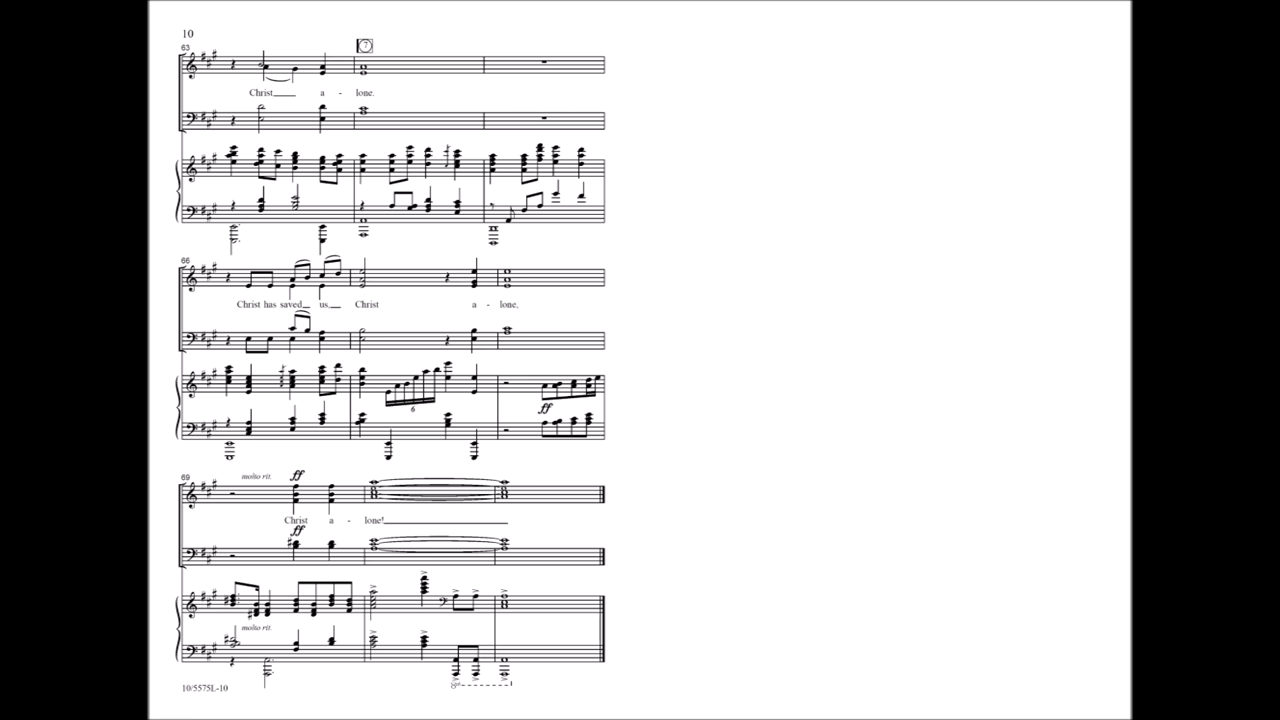 10
63
7
Christ a - lone.
66
Christ has saved us. Christ a - lone,
6
ff
69
molto rit.
ff
Christ a - lone!
ff
molto rit.
8
10/5575L-10